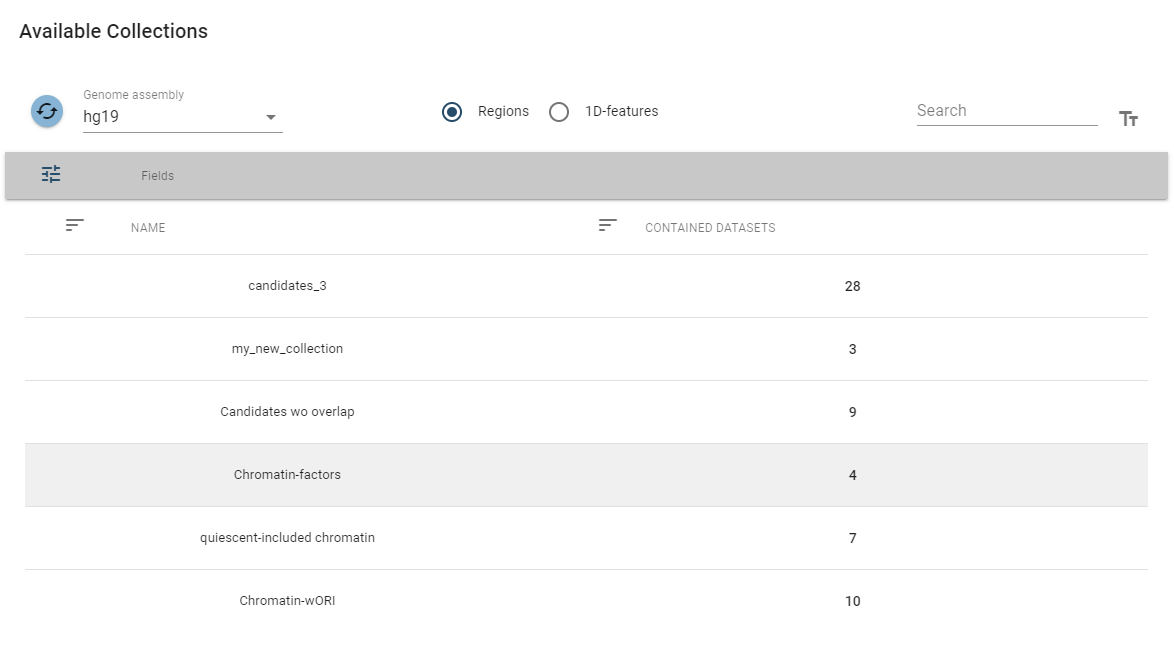 Available Collections
Genome assembly
hg19
Regions
1D-features
Search
Fields
NAME
CONTAINED DATASETS
candidates_3
28
my_new_collection
3
Candidates wo overlap
9
Chromatin-factors
4
quiescent-included chromatin
7
Chromatin-wORI
10